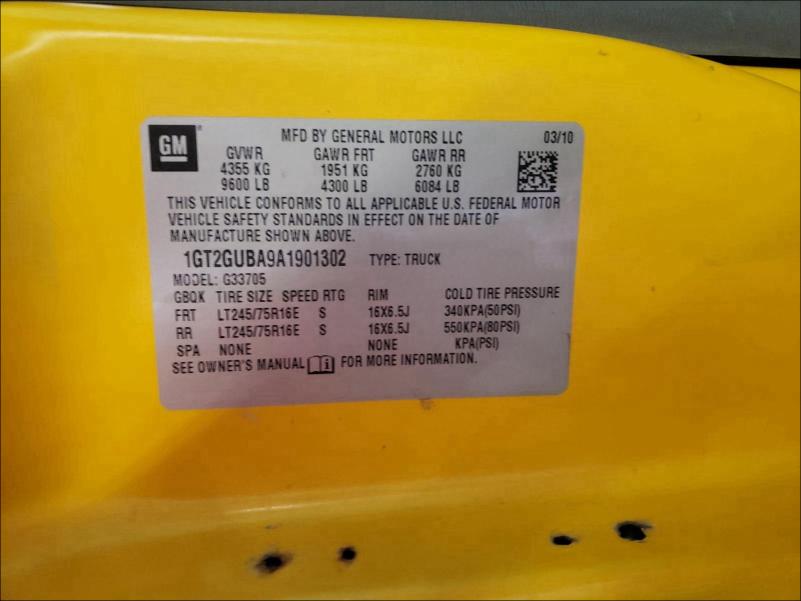 GM MFD BY GENERAL MOTORS LLC 03/10
GVWR GAWR FRT GAWR RR
4355 KG 1951 KG 2760 KG
9600 LB 4300 LB 6084 LB
THIS VEHICLE CONFORMS TO ALL APPLICABLE U.S. FEDERAL MOTOR
VEHICLE SAFETY STANDARDS IN EFFECT ON THE DATE OF
MANUFACTURE SHOWN ABOVE.
1GT2GUBA9A1901302 TYPE: TRUCK
MODEL: G33705
GBQK TIRE SIZE SPEED RTG RIM COLD TIRE PRESSURE
FRT LT245/75R16E S 16X6.5J 340KPA(50PSI)
RR LT245/75R16E S 16X6.5J 550KPA(80PSI)
SPA NONE NONE KPA(PSI)
SEE OWNER'S MANUAL FOR MORE INFORMATION.